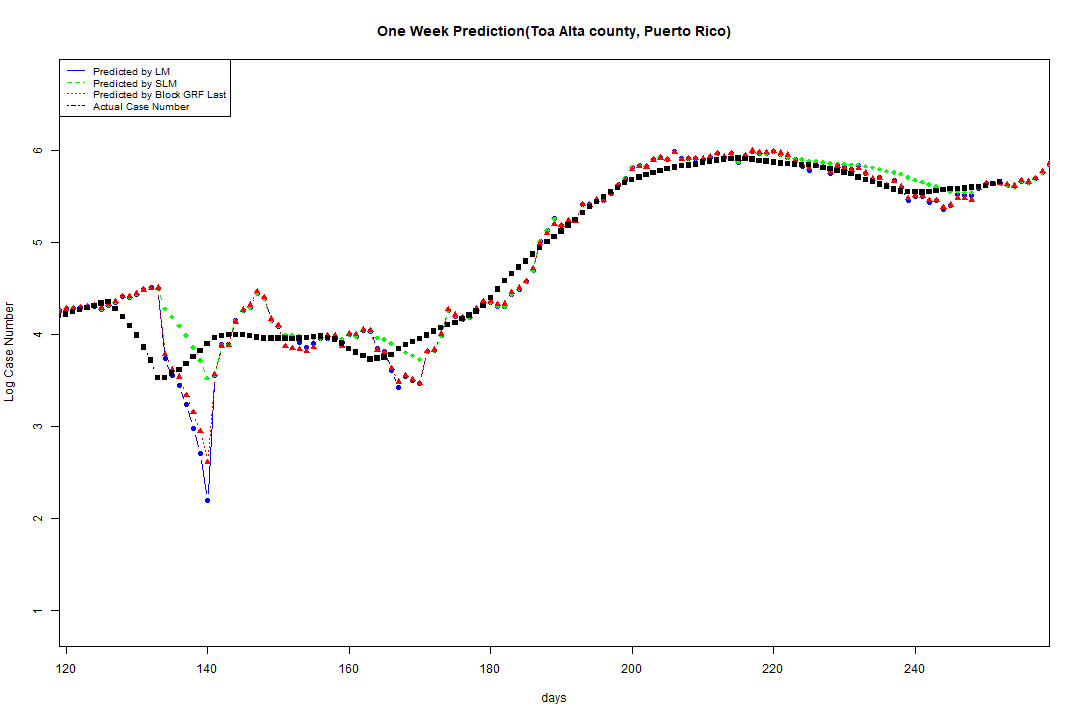 One Week Prediction(Toa Alta county, Puerto Rico)
Predicted by LM
Predicted by SLM
Predicted by Block GRF Last
Actual Case Number
Log Case Number
6
5
4
3
2
1
120 140 160 180 200 220 240
days